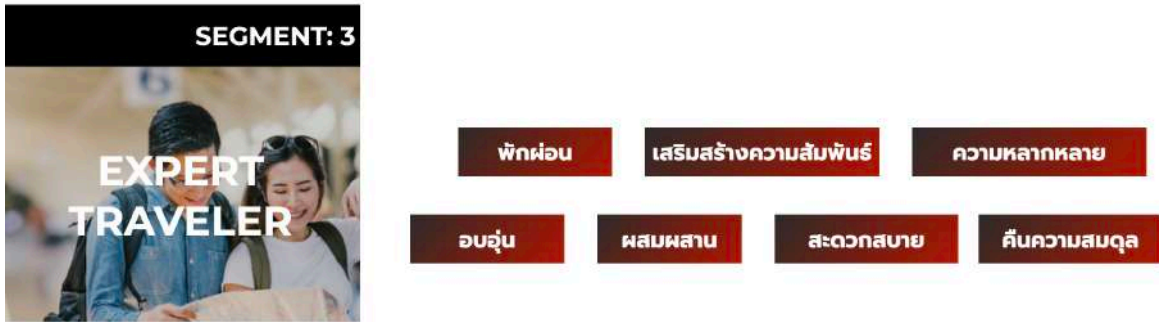 SEGMENT: 3
EXPERT
TRAVELER
พักผ่อน
เสริมสร้างความสัมพันธ์
ความหลากหลาย
อบอุ่น
ผสมผสาน
สะดวกสบาย
คืนความสมดุล